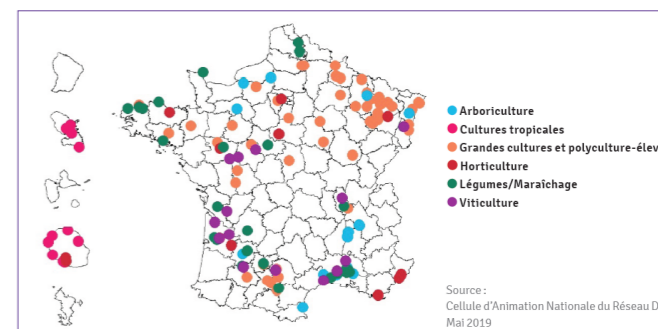 Arboriculture
Cultures tropicales
Grandes cultures et polyculture-élev
Horticulture
Légumes/Maraîchage
Viticulture
Source :
Cellule d'Animation Nationale du Réseau D
Mai 2019